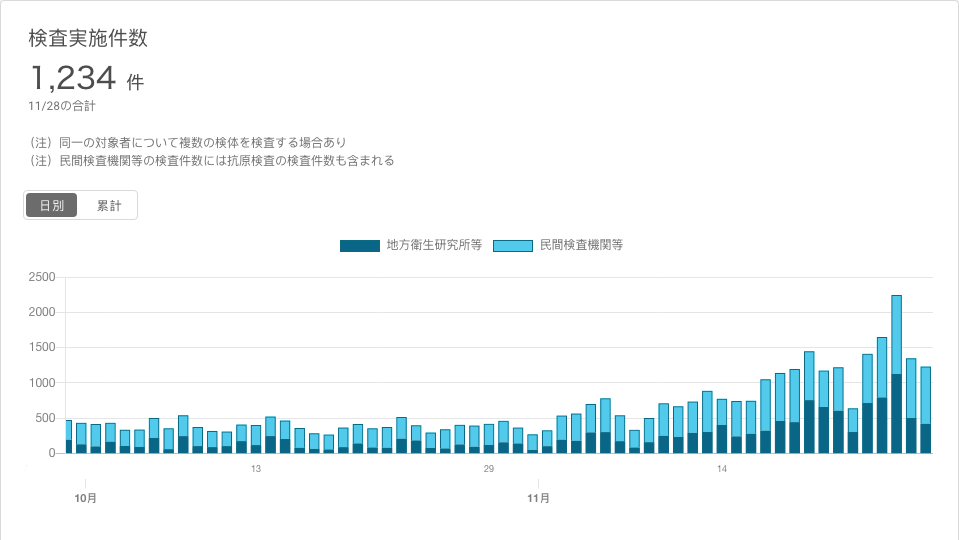 検査実施件数
1,234 件
11/28の合計
（注）同一の対象者について複数の検体を検査する場合あり
（注）民間検査機関等の検査件数には抗原検査の検査件数も含まれる
日別 累計
地方衛生研究所等 民間検査機関等
2500
2000
1500
1000
500
0
13 29 14
10月 11月